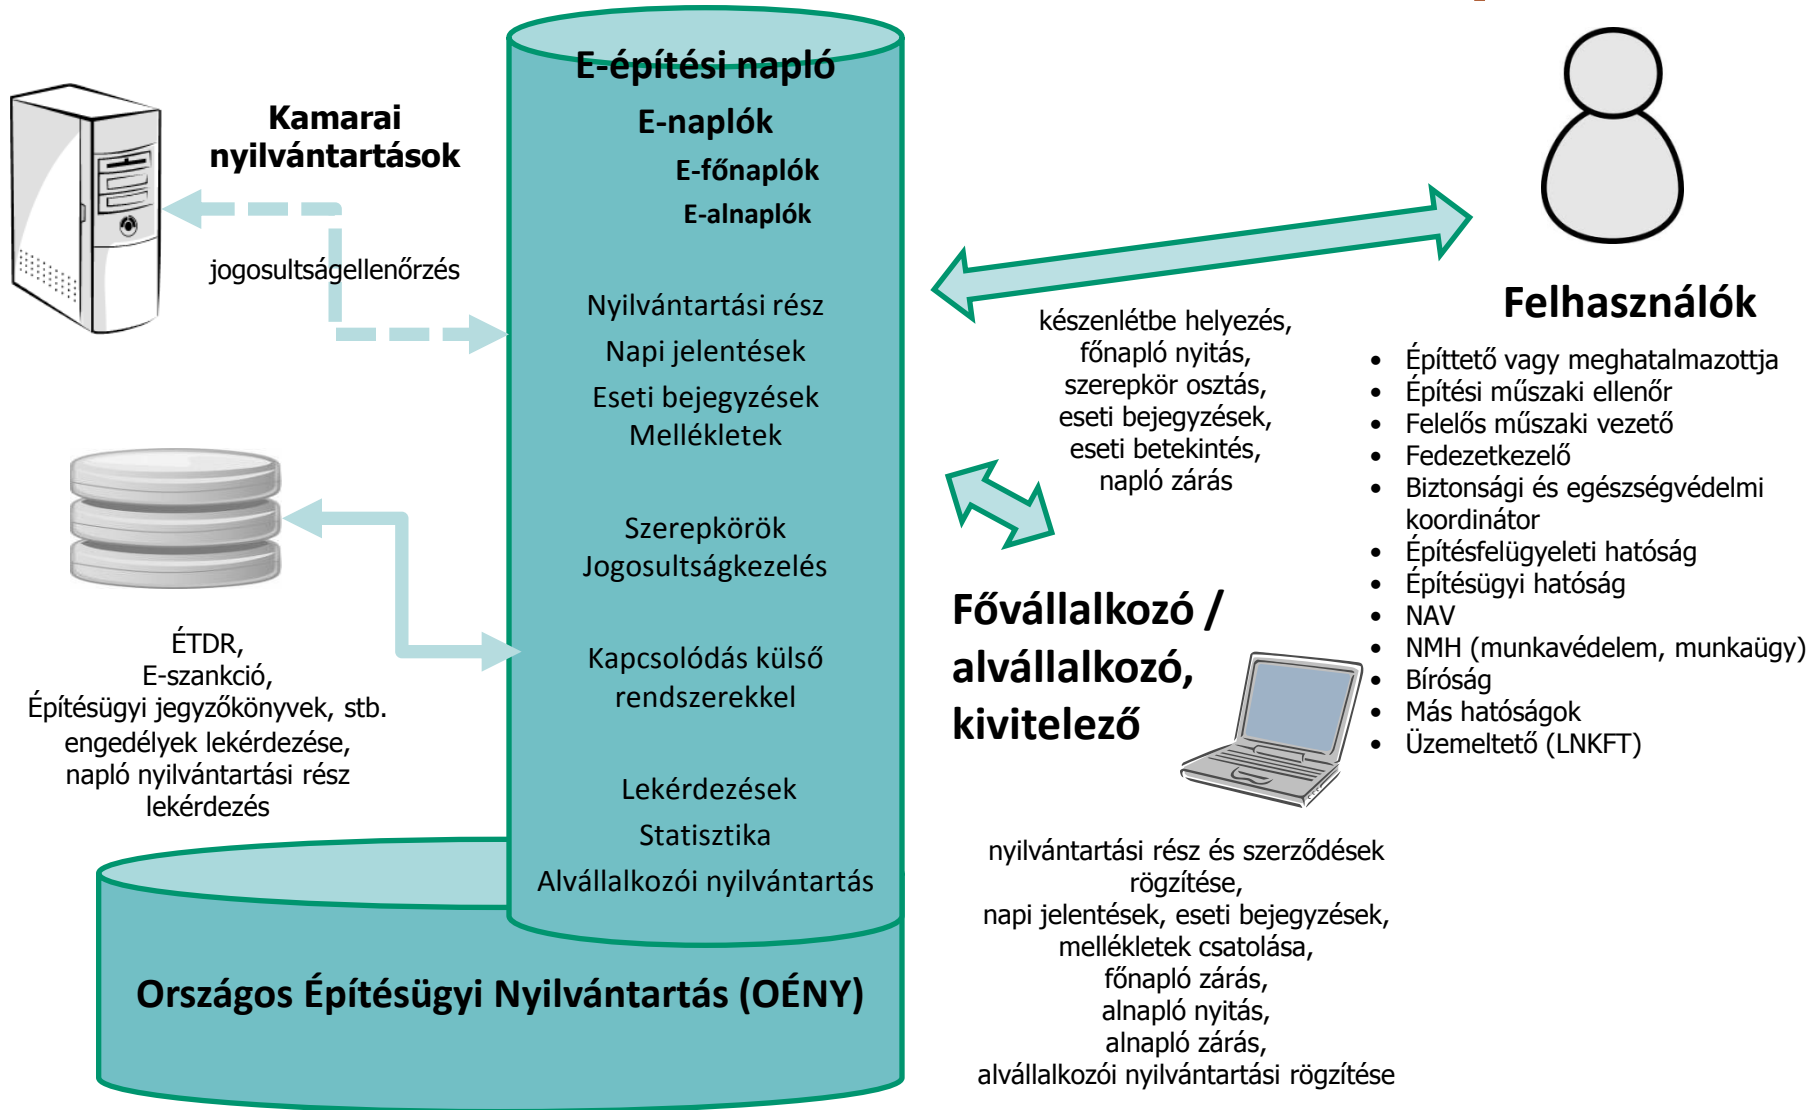 E-építési napló
E-naplók
E-főnaplók
E-alnaplók
Nyilvántartási rész
Napi jelentések
Eseti bejegyzések
Mellékletek
Szerepkörök
Jogosultságkezelés
Kapcsolódás külső
rendszerekkel
Lekérdezések
Statisztika
Alvállalkozói nyilvántartás
Országos Építésügyi Nyilvántartás (OÉNY)
Kamarai
nyilvántartások
jogosultságellenőrzés
ÉTDR,
E-szankció,
Építésügyi jegyzőkönyvek, stb.
engedélyek lekérdezése,
napló nyilvántartási rész
lekérdezés
készenlétbe helyezés,
főnapló nyitás,
szerepkör osztás,
eseti bejegyzések,
eseti betekintés,
napló zárás
Fővállalkozó /
alvállalkozó,
kivitelező
nyilvántartási rész és szerződések
rögzítése,
napi jelentések, eseti bejegyzések,
mellékletek csatolása,
főnapló zárás,
alnapló nyitás,
alnapló zárás,
alvállalkozói nyilvántartási rögzítése
Felhasználók
• Építtető vagy meghatalmazottja
• Építési műszaki ellenőr
• Felelős műszaki vezető
• Fedezetkezelő
• Biztonsági és egészségvédelmi
koordinátor
• Építésfelügyeleti hatóság
• Építésügyi hatóság
• NAV
• NMH (munkavédelem, munkaügy)
• Bíróság
• Más hatóságok
• Üzemeltető (LNKFT)